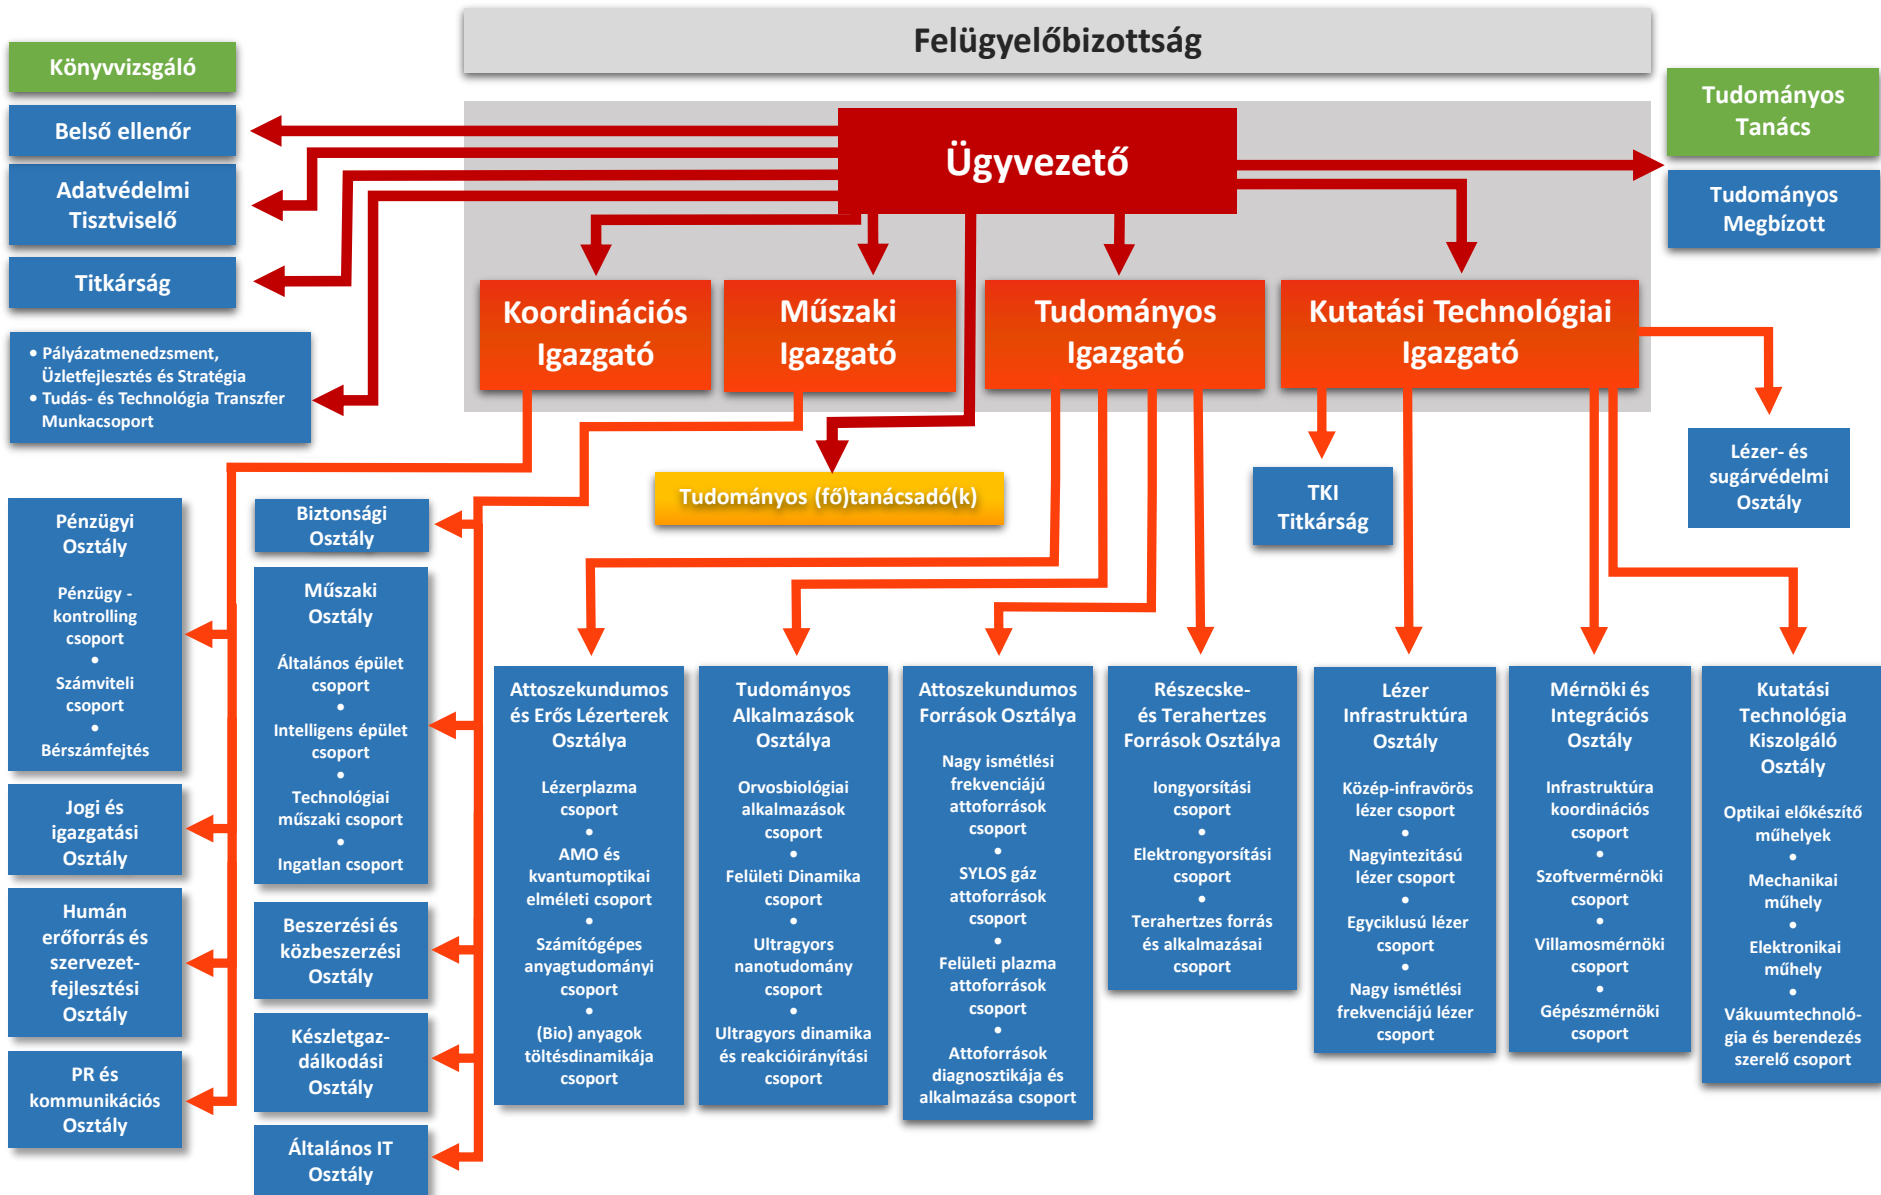 Felügyelőbizottság
Könyvvizsgáló
Belső ellenőr
Adatvédelmi
Tisztviselő
Titkárság
• Pályázatmenedzsment,
Üzletfejlesztés és Stratégia
• Tudás- és Technológia Transzfer
Munkacsoport
Ügyvezető
Tudományos
Tanács
Tudományos
Megbízott
Koordinációs
Igazgató
Műszaki
Igazgató
Tudományos
Igazgató
Kutatási Technológiai
Igazgató
Tudományos (fő)tanácsadó(k)
TKI
Titkárság
Lézer- és
sugárvédelmi
Osztály
Pénzügyi
Osztály
Pénzügy -
kontrolling
csoport
•
Számviteli
csoport
•
Bérszámfejtés
Jogi és
igazgatási
Osztály
Humán
erőforrás és
szervezet-
fejlesztési
Osztály
PR és
kommunikációs
Osztály
Biztonsági
Osztály
Műszaki
Osztály
Általános épület
csoport
•
Intelligens épület
csoport
•
Technológiai
műszaki csoport
•
Ingatlan csoport
Beszerzési és
közbeszerzési
Osztály
Készletgaz-
dálkodási
Osztály
Általános IT
Osztály
Attoszekundumos
és Erős Lézerterek
Osztálya
Lézerplazma
csoport
•
AMO és
kvantumoptikai
elméleti csoport
•
Számítógépes
anyagtudományi
csoport
•
(Bio) anyagok
töltésdinamikája
csoport
Tudományos
Alkalmazások
Osztálya
Orvosbiológiai
alkalmazások
csoport
•
Felületi Dinamika
csoport
•
Ultragyors
nanotudomány
csoport
•
Ultragyors dinamika
és reakcióirányítási
csoport
Attoszekundumos
Források Osztálya
Nagy ismétlési
frekvenciájú
attoforrások
csoport
•
SYLOS gáz
attoforrások
csoport
•
Felületi plazma
attoforrások
csoport
•
Attoforrások
diagnosztikája és
alkalmazása csoport
Részecske-
és Terahertzes
Források Osztálya
Iongyorsítási
csoport
•
Elektrongyorsítási
csoport
•
Terahertzes forrás
és alkalmazásai
csoport
Lézer
Infrastruktúra
Osztály
Közép-infravörös
lézer csoport
•
Nagyintezitású
lézer csoport
•
Egyciklusú lézer
csoport
•
Nagy ismétlési
frekvenciájú lézer
csoport
Mérnöki és
Integrációs
Osztály
Infrastruktúra
koordinációs
csoport
•
Szoftvermérnöki
csoport
•
Villamosmérnöki
csoport
•
Gépészmérnöki
csoport
Kutatási
Technológia
Kiszolgáló
Osztály
Optikai előkészítő
műhelyek
•
Mechanikai
műhely
•
Elektronikai
műhely
•
Vákuumtechnoló-
gia és berendezés
szerelő csoport